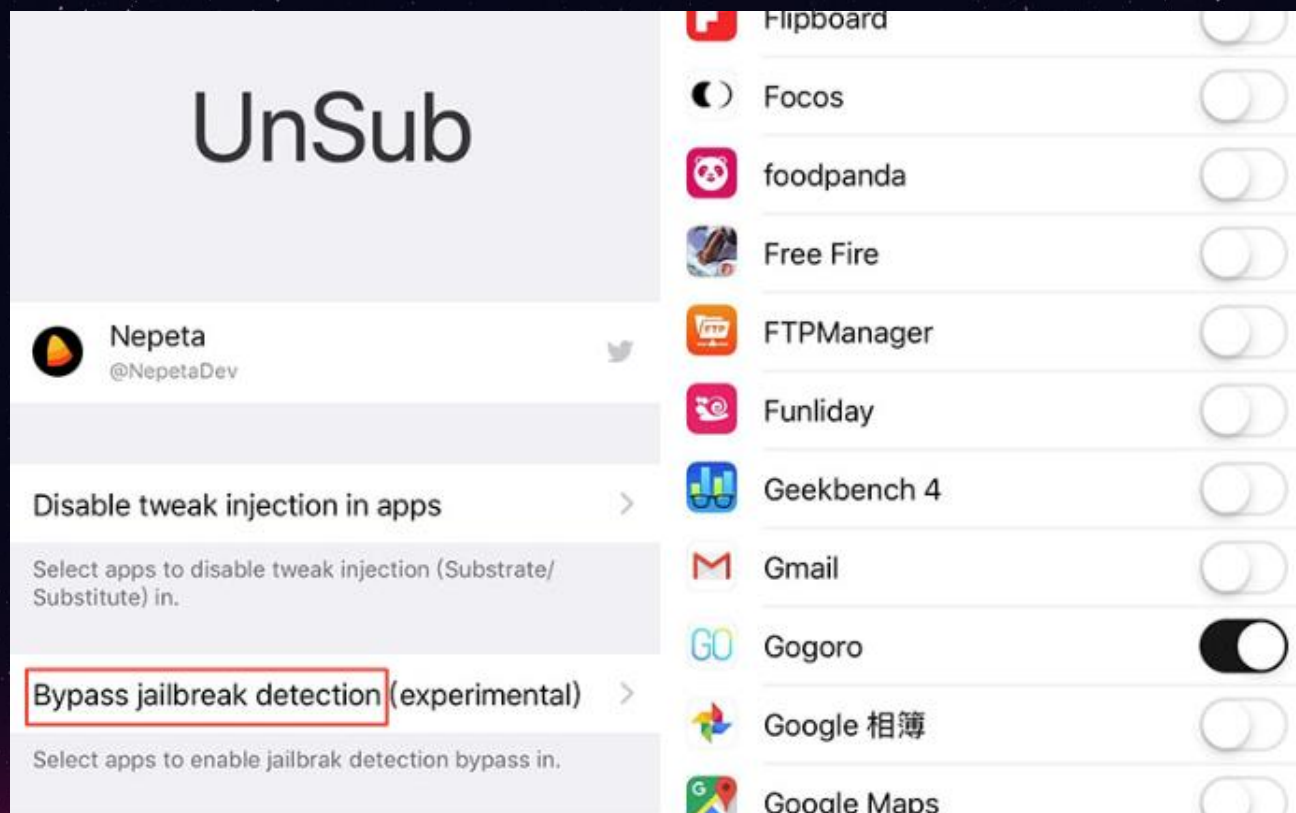 UnSub
Nepeta
@NepetaDev
Disable tweak injection in apps
Select apps to disable tweak injection (Substrate/
Substitute) in.
Bypass jailbreak detection (experimental)
Select apps to enable jailbrak detection bypass in.
Flipboard
Focos
foodpanda
Free Fire
FTP
FTPManager
Funliday
Geekbench 4
Gmail
GO
Gogoro
Google 相簿
G
Google Maps